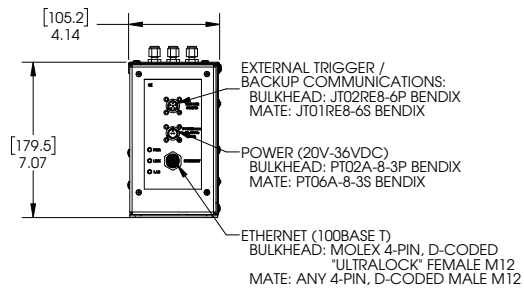 [105.2]
4.14
[179.5]
7.07
EXTERNAL TRIGGER /
BACKUP COMMUNICATIONS:
BULKHEAD: JT02RE8-6P BENDIX
MATE: JT01RE8-6S BENDIX
POWER (20V-36VDC)
BULKHEAD: PT02A-8-3P BENDIX
MATE: PT06A-8-3S BENDIX
ETHERNET (100BASE T)
BULKHEAD: MOLEX 4-PIN, D-CODED
"ULTRALOCK" FEMALE M12
MATE: ANY 4-PIN, D-CODED MALE M12